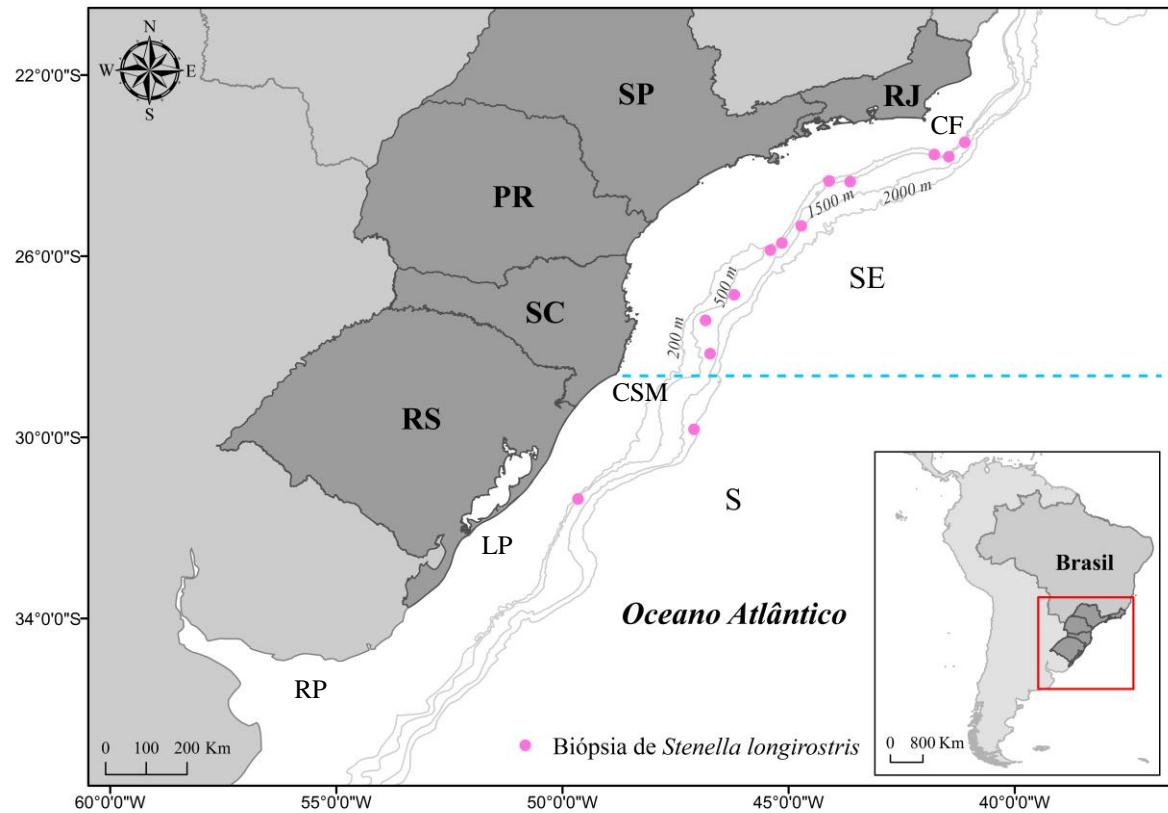 N
W E
S
22°0'0"S
26°0'0"S
30°0'0"S
34°0'0"S
SP
RJ
CF
PR
1500 m
2000 m
SE
SC
500 m
200 m
CSM
RS
S
LP
Oceano Atlântico
RP
Brasil
0 100 200 Km
Biópsia de Stenella longirostris
0 800 Km
60°0'0"W 55°0'0"W 50°0'0"W 45°0'0"W 40°0'0"W